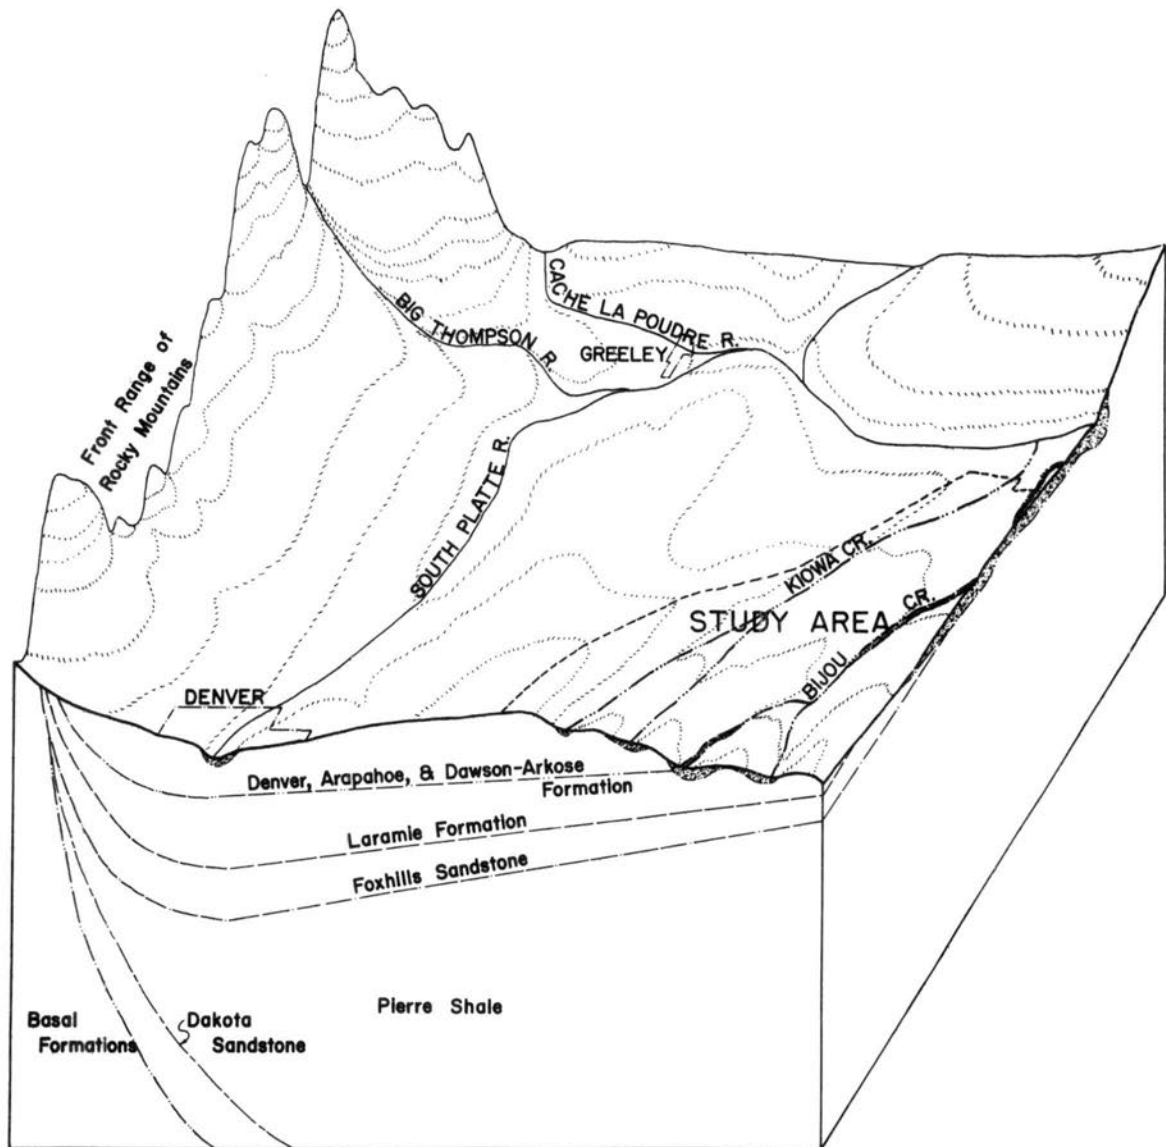 Front Range of
Rocky Mountains
BIG THOMPSON R.
CACHE LA POUDRE R.
GREELEY
SOUTH PLATTE R.
KIOWA CR.
STUDY AREA
BIJOU CR.
DENVER
Denver, Arapahoe, & Dawson-Arkose
Formation
Laramie Formation
Foxhills Sandstone
Pierre Shale
Basal
Formations
Dakota
Sandstone